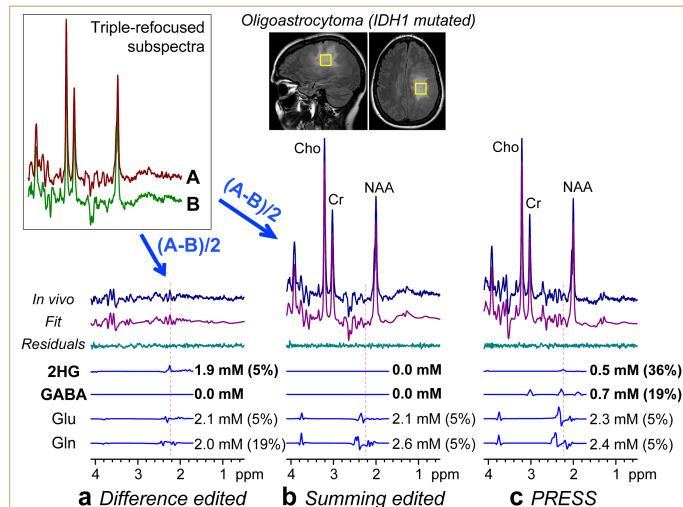 Oligoastrocytoma (IDH1 mutated)
Triple-refocused
subspectra
A
B
(A-B)/2
(A-B)/2
Cho
Cr
NAA
Cho
Cr
NAA
In vivo
Fit
Residuals
2HG 1.9 mM (5%) 0.0 mM 0.5 mM (36%)
GABA 0.0 mM 0.0 mM 0.7 mM (19%)
Glu 2.1 mM (5%) 2.1 mM (5%) 2.3 mM (5%)
Gln 2.0 mM (19%) 2.6 mM (5%) 2.4 mM (5%)
4 3 2 1 ppm 4 3 2 1 ppm 4 3 2 1 ppm
a Difference edited b Summing edited c PRESS